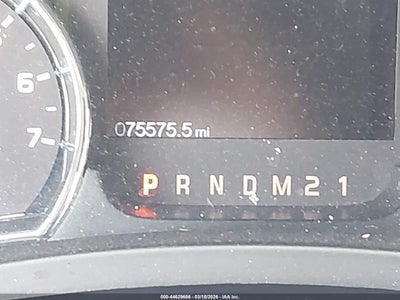 6
7
075575.5 mi
P R N D M 2 1
000-44629666 - 03/18/2026 - IAA Inc.